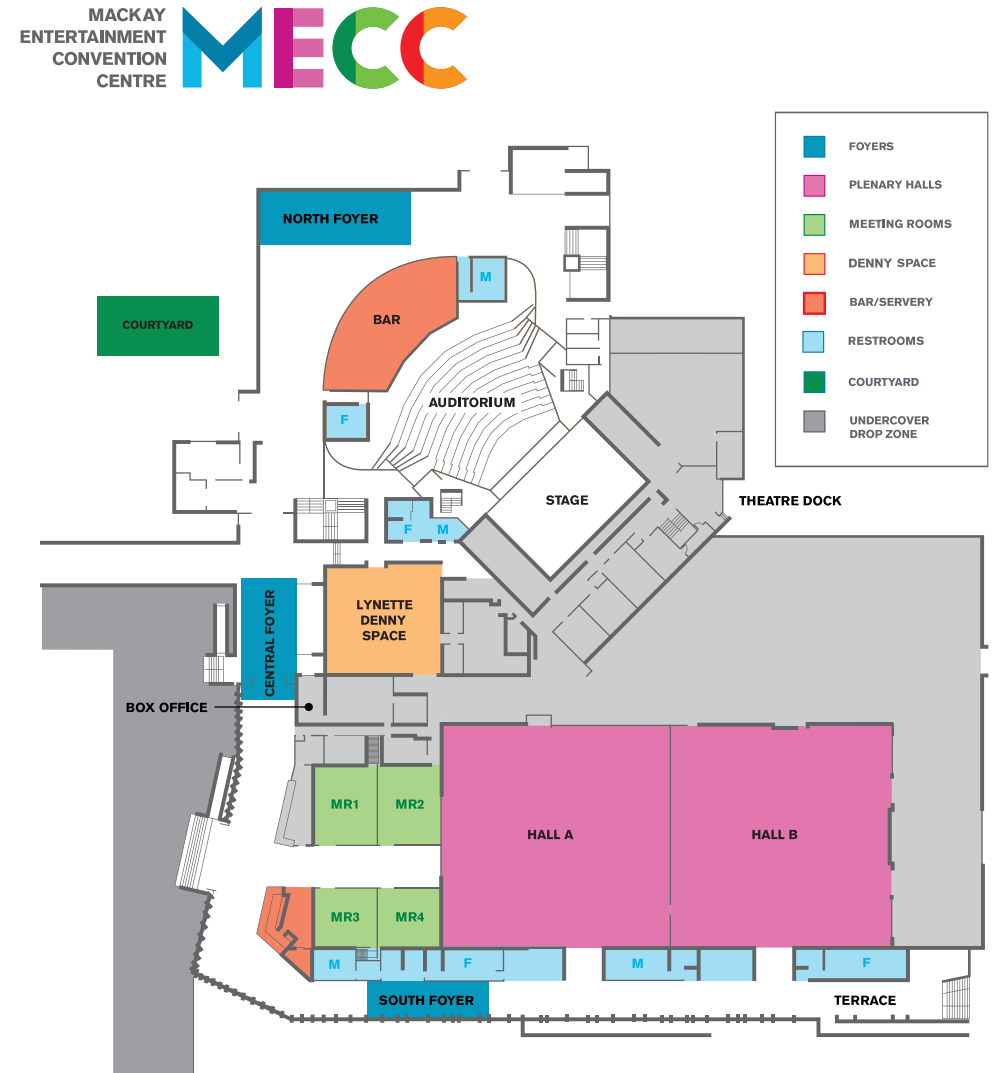 MACKAY
ENTERTAINMENT
CONVENTION
CENTRE
MECC
FOYERS
PLENARY HALLS
MEETING ROOMS
DENNY SPACE
BAR/SERVERY
RESTROOMS
COURTYARD
UNDERCOVER
DROP ZONE
NORTH FOYER
M
BAR
COURTYARD
AUDITORIUM
F
STAGE
THEATRE DOCK
F M
LYNETTE
DENNY
SPACE
CENTRAL FOYER
BOX OFFICE
MR1 MR2
HALL A HALL B
MR3 MR4
M F M F
SOUTH FOYER
TERRACE